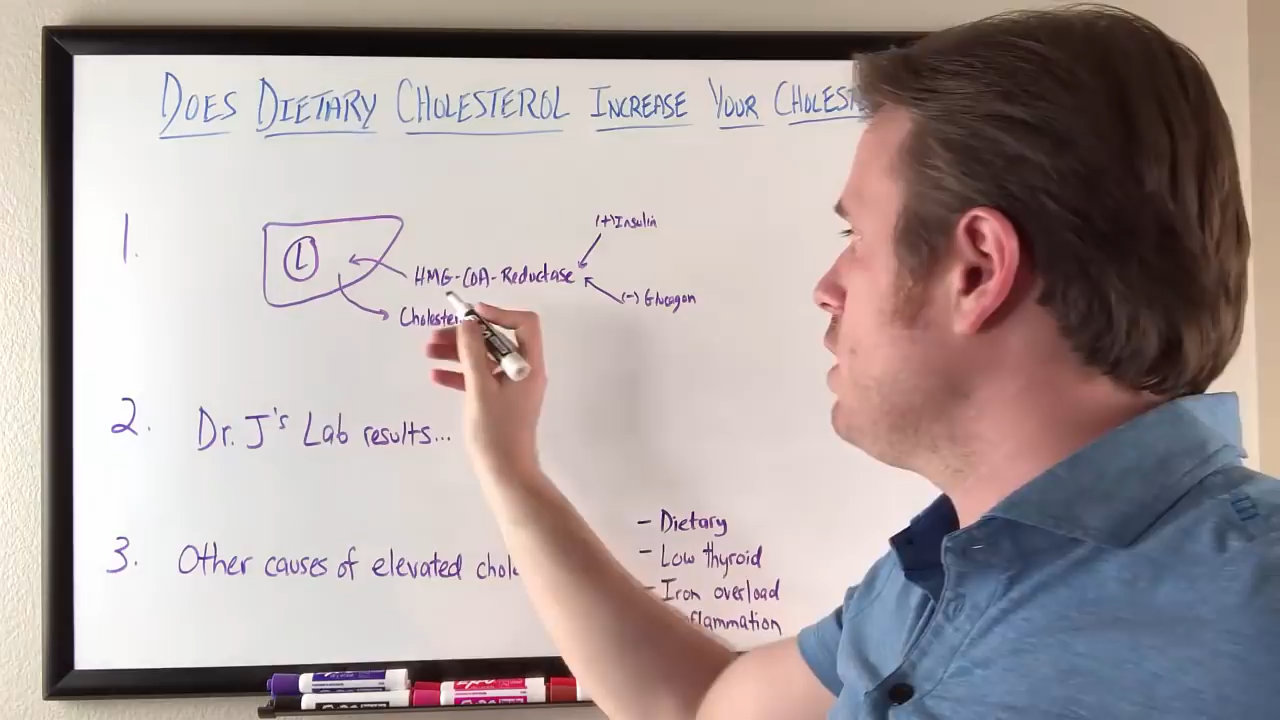 DOES DIETARY CHOLESTEROL INCREASE YOUR CHOLEST
1.
L
(+) Insulin
HMG-COA-Reductase
(-) Glucagon
Cholester
2. Dr. J's Lab results...
3. Other causes of elevated chol
- Dietary
- Low thyroid
- Iron overload
flammation